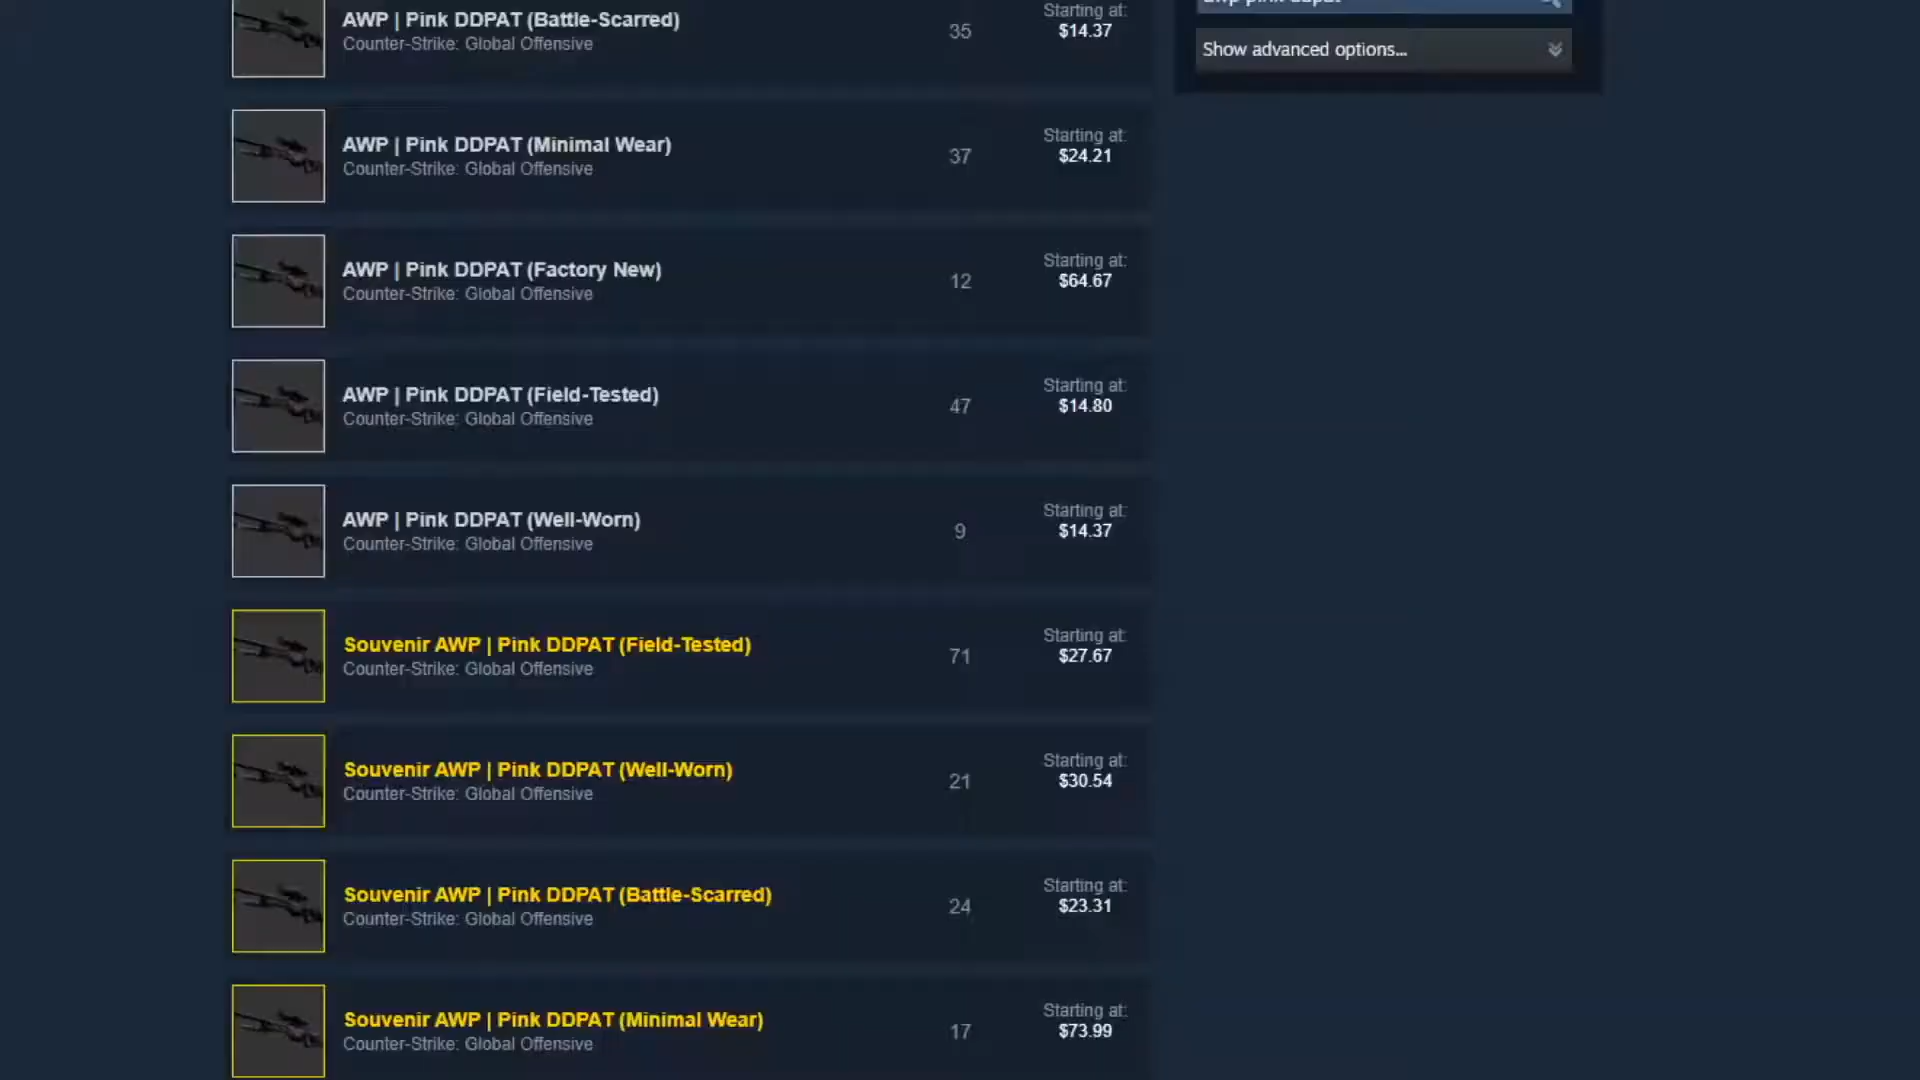 AWP | Pink DDPAT (Battle-Scarred)
Counter-Strike: Global Offensive
35
Starting at:
$14.37
awp pink ddpat
Show advanced options...
AWP | Pink DDPAT (Minimal Wear)
Counter-Strike: Global Offensive
37
Starting at:
$24.21
AWP | Pink DDPAT (Factory New)
Counter-Strike: Global Offensive
12
Starting at:
$64.67
AWP | Pink DDPAT (Field-Tested)
Counter-Strike: Global Offensive
47
Starting at:
$14.80
AWP | Pink DDPAT (Well-Worn)
Counter-Strike: Global Offensive
9
Starting at:
$14.37
Souvenir AWP | Pink DDPAT (Field-Tested)
Counter-Strike: Global Offensive
71
Starting at:
$27.67
Souvenir AWP | Pink DDPAT (Well-Worn)
Counter-Strike: Global Offensive
21
Starting at:
$30.54
Souvenir AWP | Pink DDPAT (Battle-Scarred)
Counter-Strike: Global Offensive
24
Starting at:
$23.31
Souvenir AWP | Pink DDPAT (Minimal Wear)
Counter-Strike: Global Offensive
17
Starting at:
$73.99